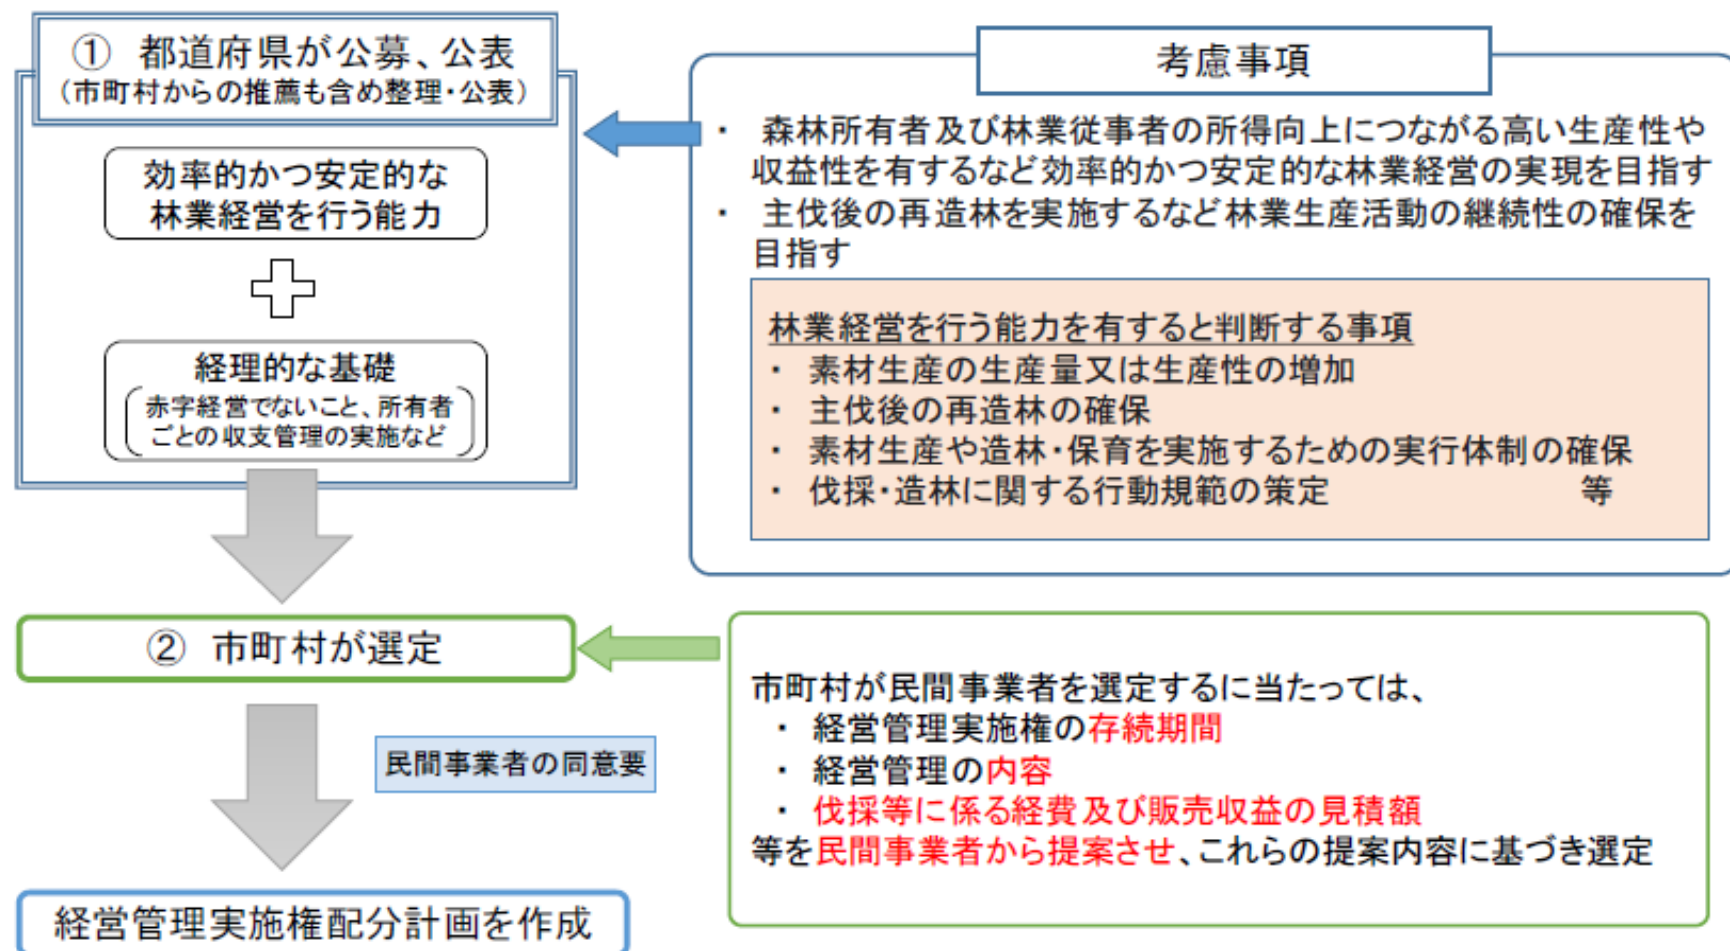 ① 都道府県が公募、公表
（市町村からの推薦も含め整理・公表）
効率的かつ安定的な
林業経営を行う能力
経理的な基礎
赤字経営でないこと、所有者
ごとの収支管理の実施など
考慮事項
・ 森林所有者及び林業従事者の所得向上につながる高い生産性や
収益性を有するなど効率的かつ安定的な林業経営の実現を目指す
・ 主伐後の再造林を実施するなど林業生産活動の継続性の確保を
目指す
林業経営を行う能力を有すると判断する事項
・ 素材生産の生産量又は生産性の増加
・ 主伐後の再造林の確保
・ 素材生産や造林・保育を実施するための実行体制の確保
・ 伐採・造林に関する行動規範の策定 等
② 市町村が選定
民間事業者の同意要
市町村が民間事業者を選定するに当たっては、
・ 経営管理実施権の存続期間
・ 経営管理の内容
・ 伐採等に係る経費及び販売収益の見積額
等を民間事業者から提案させ、これらの提案内容に基づき選定
経営管理実施権配分計画を作成